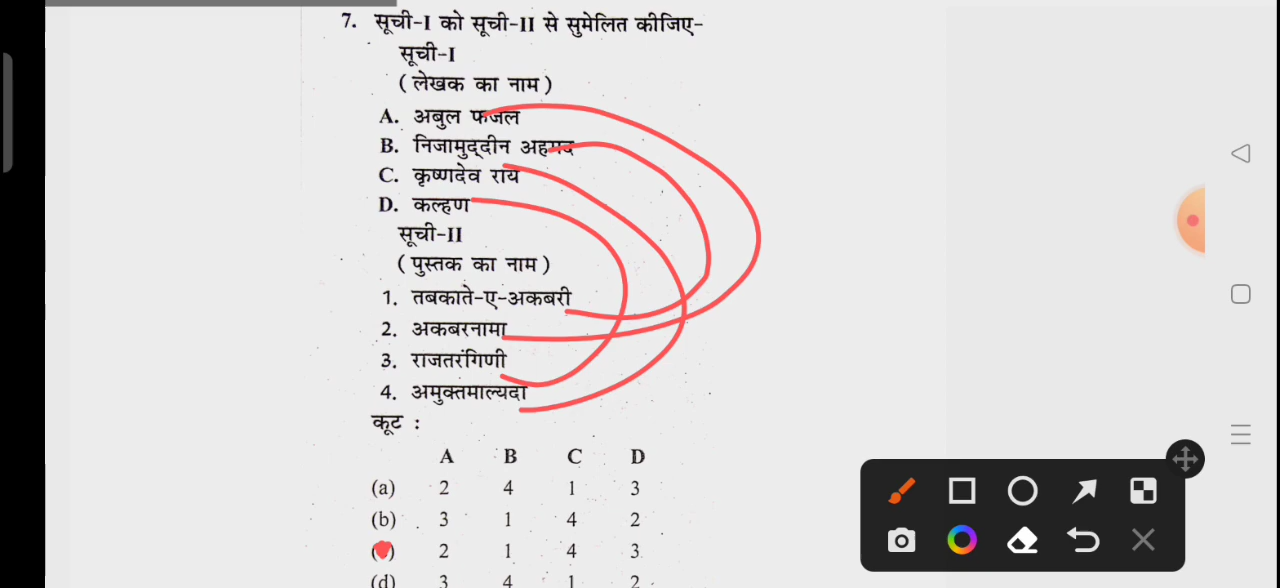 7. सूची-I को सूची-II से सुमेलित कीजिए-
सूची-I
(लेखक का नाम)
A. अबुल फजल
B. निजामुद्दीन अहमद
C. कृष्णदेव राय
D. कल्हण
सूची-II
(पुस्तक का नाम)
1. तबकाते-ए-अकबरी
2. अकबरनामा
3. राजतरंगिणी
4. अमुक्तमाल्यदा
कूट :
A B C D
(a) 2 4 1 3
(b) 3 1 4 2
2 1 4 3
(d) 3 4 1 2